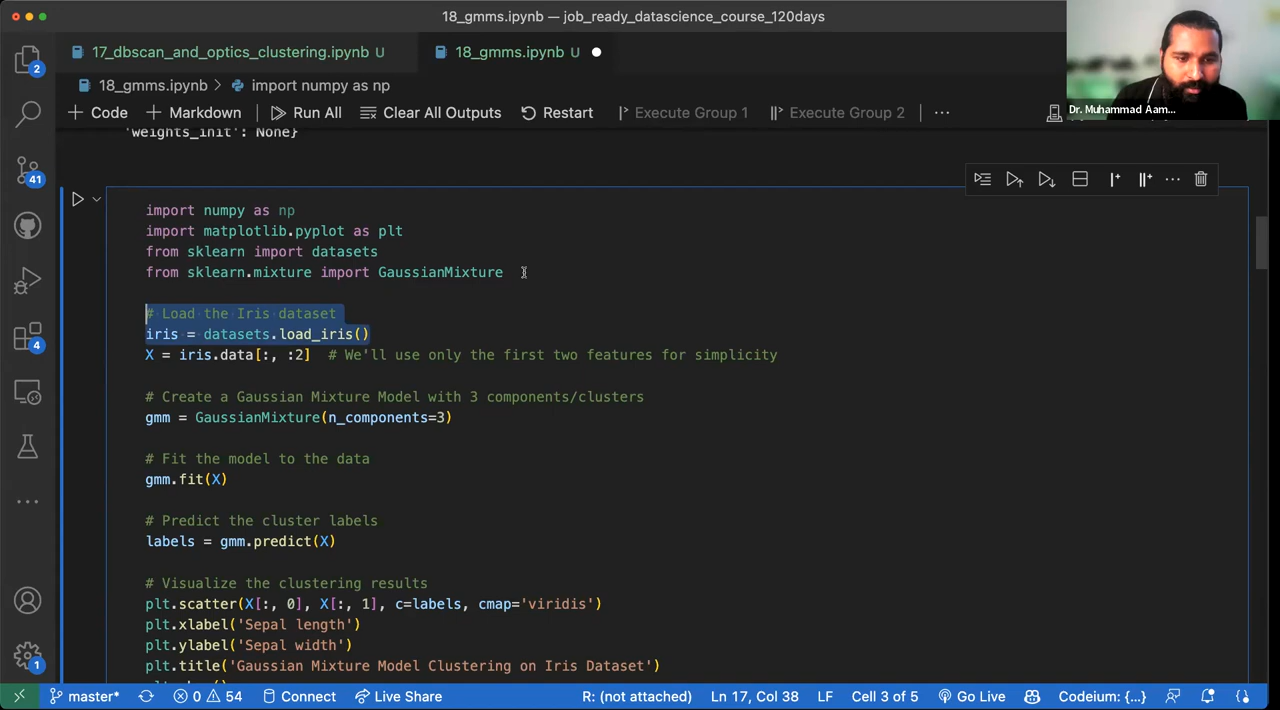 18_gmms.ipynb — job_ready_datascience_course_120days
17_dbscan_and_optics_clustering.ipynb U
18_gmms.ipynb U
18_gmms.ipynb > import numpy as np
Code Markdown Run All Clear All Outputs Restart Execute Group 1 Execute Group 2 ...
Dr. Muhammad Aam...
'weights_init': None}
import numpy as np
import matplotlib.pyplot as plt
from sklearn import datasets
from sklearn.mixture import GaussianMixture
# Load the Iris dataset
iris = datasets.load_iris()
X = iris.data[:, :2]  # We'll use only the first two features for simplicity
# Create a Gaussian Mixture Model with 3 components/clusters
gmm = GaussianMixture(n_components=3)
# Fit the model to the data
gmm.fit(X)
# Predict the cluster labels
labels = gmm.predict(X)
# Visualize the clustering results
plt.scatter(X[:, 0], X[:, 1], c=labels, cmap='viridis')
plt.xlabel('Sepal length')
plt.ylabel('Sepal width')
plt.title('Gaussian Mixture Model Clustering on Iris Dataset')
2
41
4
1
master* 0 54 Connect Live Share R: (not attached) Ln 17, Col 38 LF Cell 3 of 5 Go Live Codeium: {...}